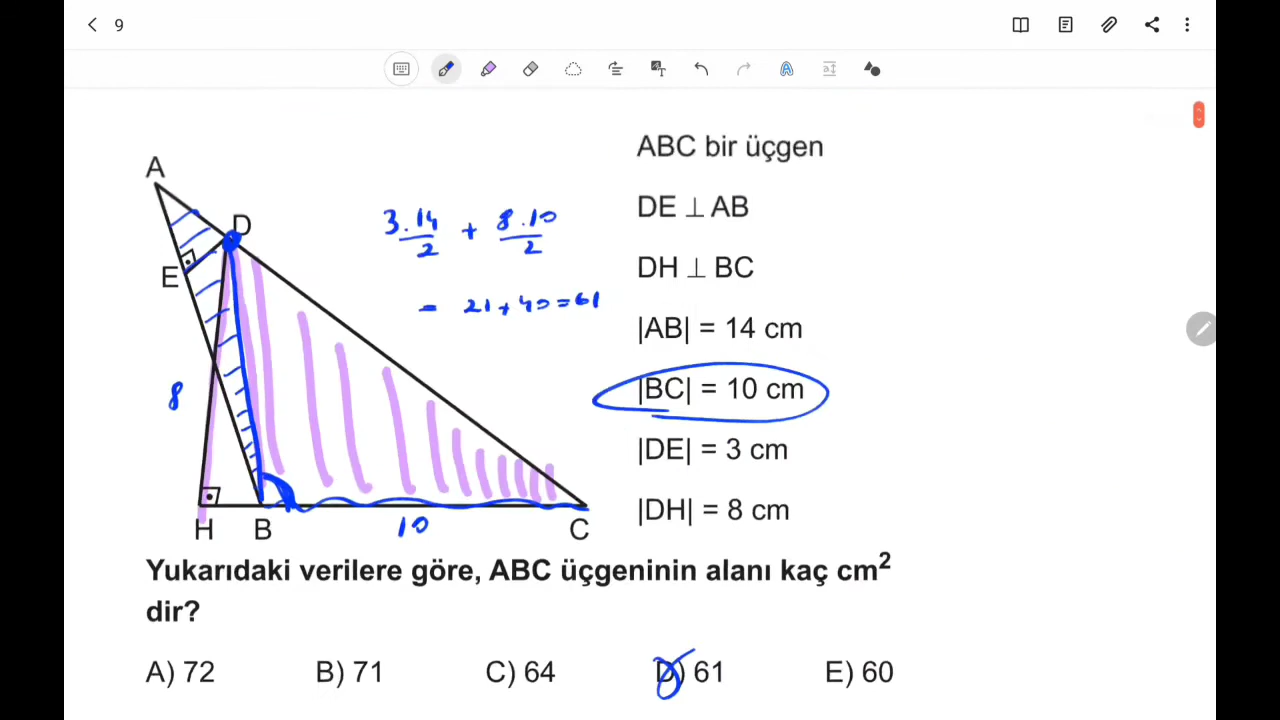 9
A
D
E
8
H
B
C
10
3.14/2 + 8.10/2
= 21+40=61
ABC bir üçgen
DE ⊥ AB
DH ⊥ BC
|AB| = 14 cm
|BC| = 10 cm
|DE| = 3 cm
|DH| = 8 cm
Yukarıdaki verilere göre, ABC üçgeninin alanı kaç cm²
dir?
A) 72 B) 71 C) 64 D) 61 E) 60